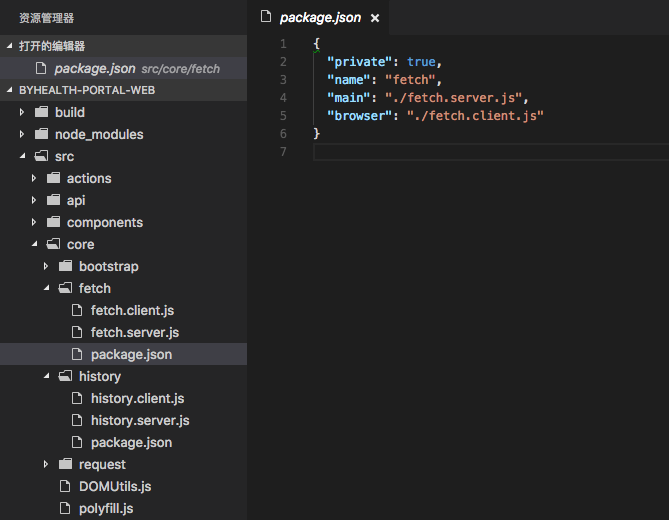 资源管理器
打开的编辑器
package.json src/core/fetch
BYHEALTH-PORTAL-WEB
build
node_modules
src
actions
api
components
core
bootstrap
fetch
fetch.client.js
fetch.server.js
package.json
history
history.client.js
history.server.js
package.json
request
DOMUtils.js
polyfill.js
package.json ×
1 {
2 "private": true,
3 "name": "fetch",
4 "main": "./fetch.server.js",
5 "browser": "./fetch.client.js"
6 }
7